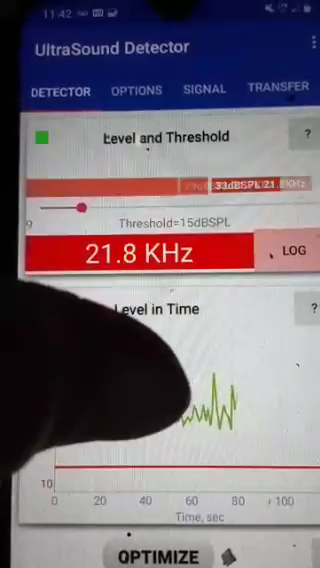 11:42
UltraSound Detector
DETECTOR OPTIONS SIGNAL TRANSFER
Level and Threshold ?
33dBSPL 21.8KHz
9
Threshold=15dBSPL
21.8 KHz LOG
Level in Time ?
10
0 20 40 60 80 100
Time, sec
OPTIMIZE